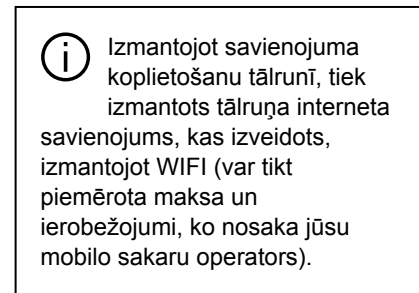 Izmantojot savienojuma
koplietošanu tālrunī, tiek
izmantots tālruņa interneta
savienojums, kas izveidots,
izmantojot WIFI (var tikt
piemērota maksa un
ierobežojumi, ko nosaka jūsu
mobilo sakaru operators).